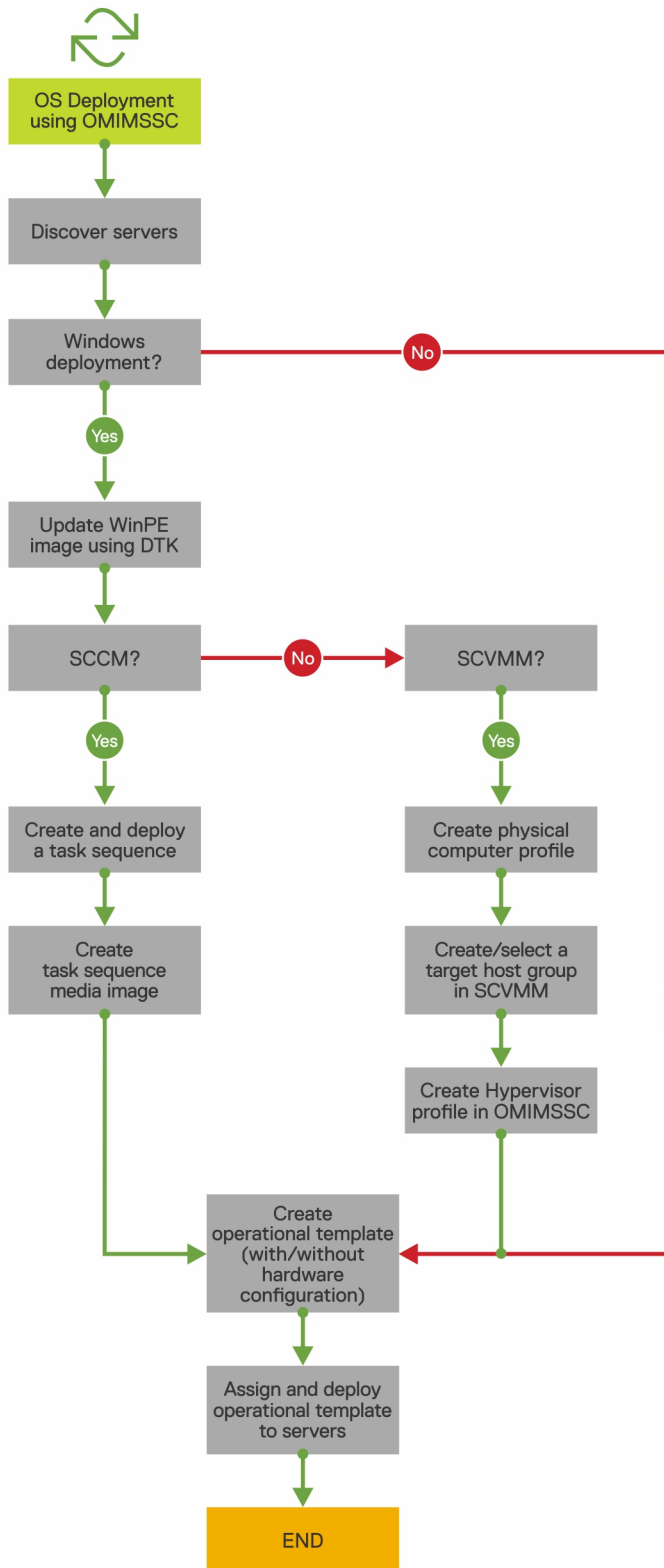 OS Deployment
using OMIMSSC
Discover servers
Windows
deployment?
No
Yes
Update WinPE
image using DTK
SCCM?
No
SCVMM?
Yes
Yes
Create and deploy
a task sequence
Create physical
computer profile
Create
task sequence
media image
Create/select a
target host group
in SCVMM
Create Hypervisor
profile in OMIMSSC
Create
operational template
(with/without
hardware
configuration)
Assign and deploy
operational template
to servers
END